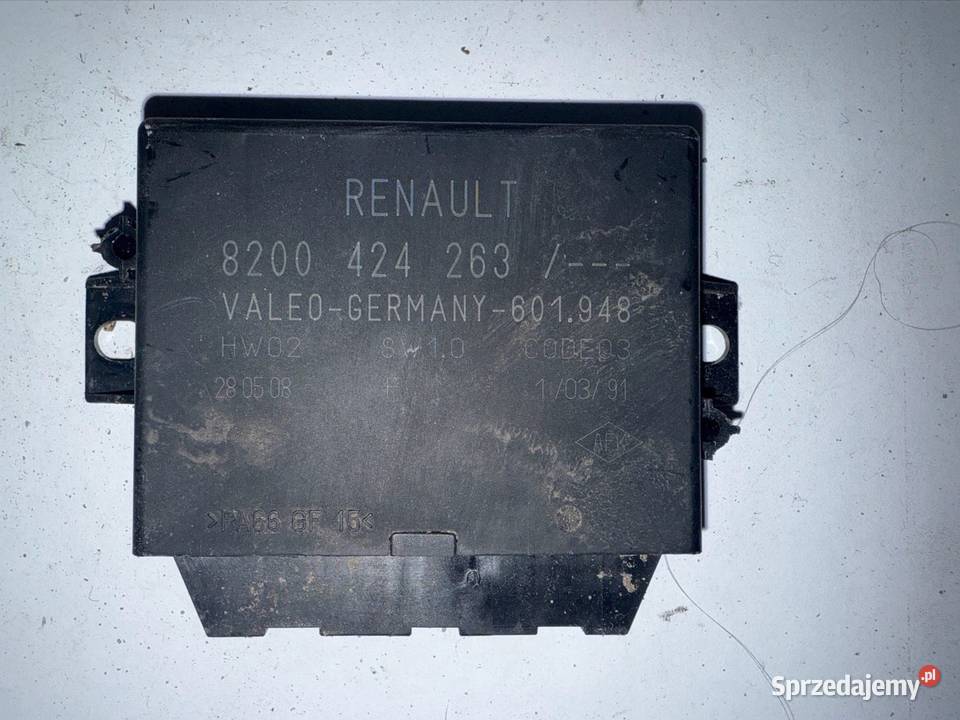 RENAULT
8200 424 263 /---
VALEO-GERMANY-601.948
HW02 SW1.0 CODE03
28 05 08 F 1/03/91
>PA66 GF 15<
Sprzedajemy.pl